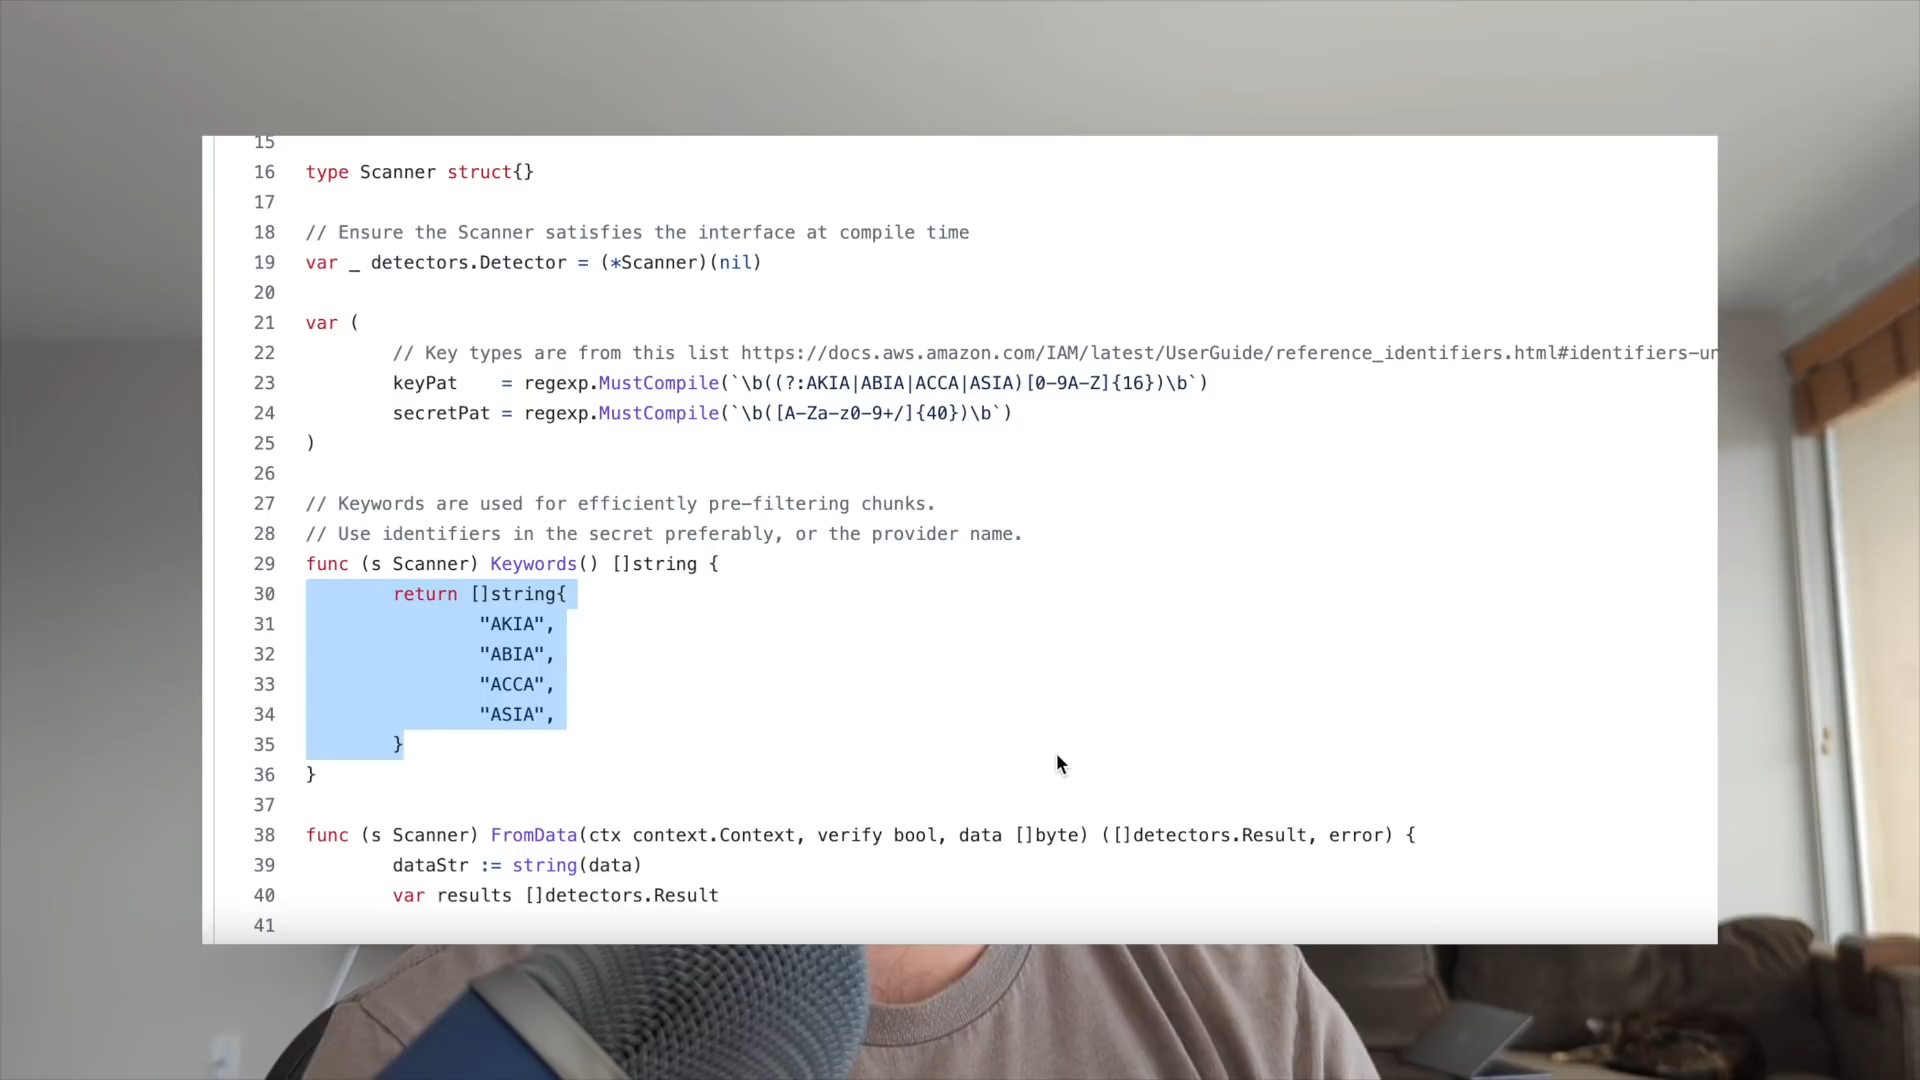 15
16 type Scanner struct{}
17
18 // Ensure the Scanner satisfies the interface at compile time
19 var _ detectors.Detector = (*Scanner)(nil)
20
21 var (
22 // Key types are from this list https://docs.aws.amazon.com/IAM/latest/UserGuide/reference_identifiers.html#identifiers-un
23 keyPat = regexp.MustCompile(`\b((?:AKIA|ABIA|ACCA|ASIA)[0-9A-Z]{16})\b`)
24 secretPat = regexp.MustCompile(`\b([A-Za-z0-9+/]{40})\b`)
25 )
26
27 // Keywords are used for efficiently pre-filtering chunks.
28 // Use identifiers in the secret preferably, or the provider name.
29 func (s Scanner) Keywords() []string {
30 return []string{
31 "AKIA",
32 "ABIA",
33 "ACCA",
34 "ASIA",
35 }
36 }
37
38 func (s Scanner) FromData(ctx context.Context, verify bool, data []byte) ([]detectors.Result, error) {
39 dataStr := string(data)
40 var results []detectors.Result
41